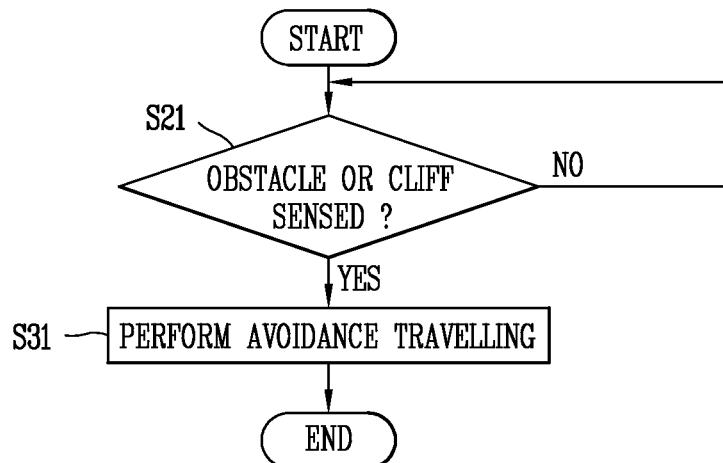 START
S21
OBSTACLE OR CLIFF
SENSED ?
NO
YES
S31
PERFORM AVOIDANCE TRAVELLING
END